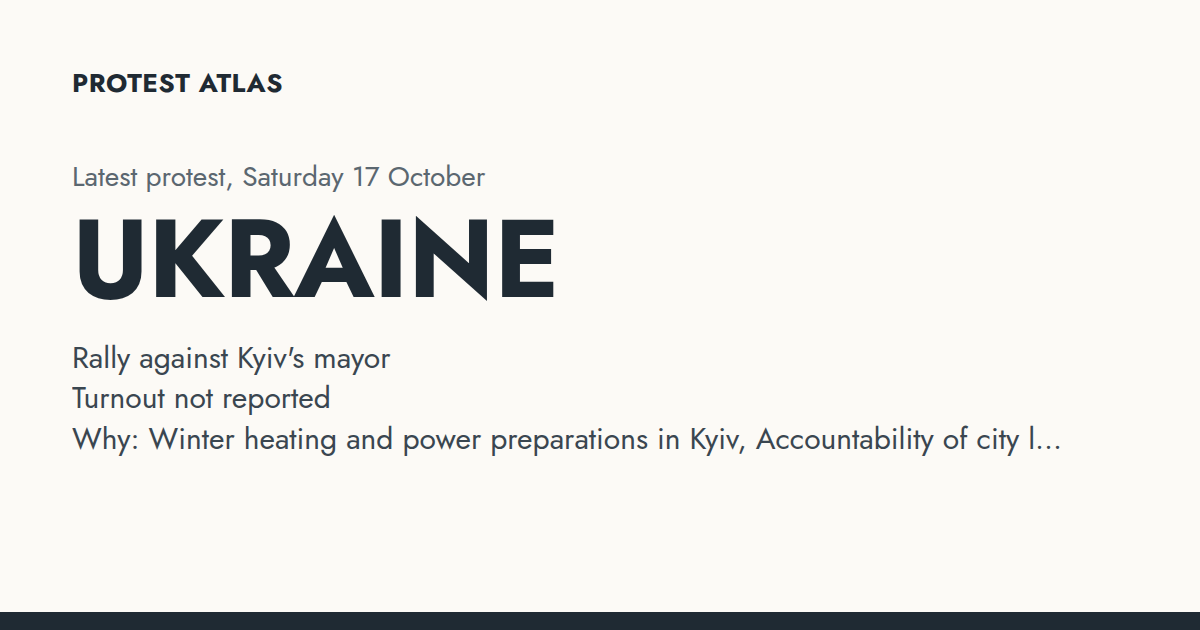 PROTEST ATLAS
Latest protest, Saturday 17 October
UKRAINE
Rally against Kyiv's mayor
Turnout not reported
Why: Winter heating and power preparations in Kyiv, Accountability of city l...